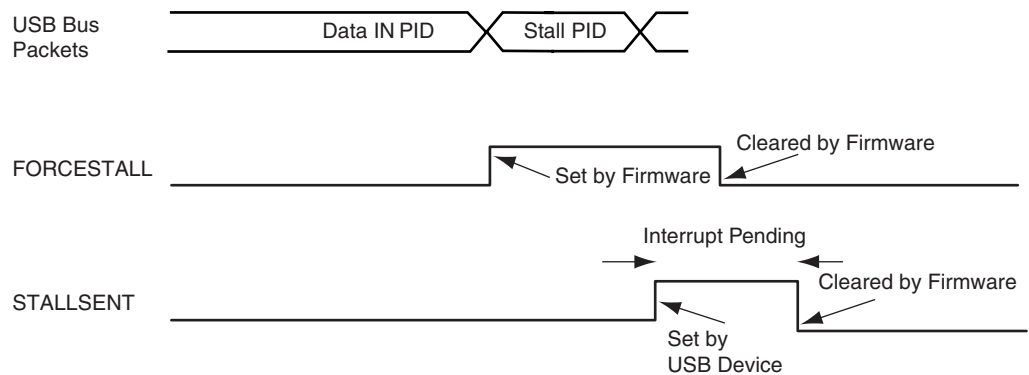 USB Bus
Packets
Data IN PID
Stall PID
FORCESTALL
Set by Firmware
Cleared by Firmware
Interrupt Pending
STALLSENT
Cleared by Firmware
Set by
USB Device